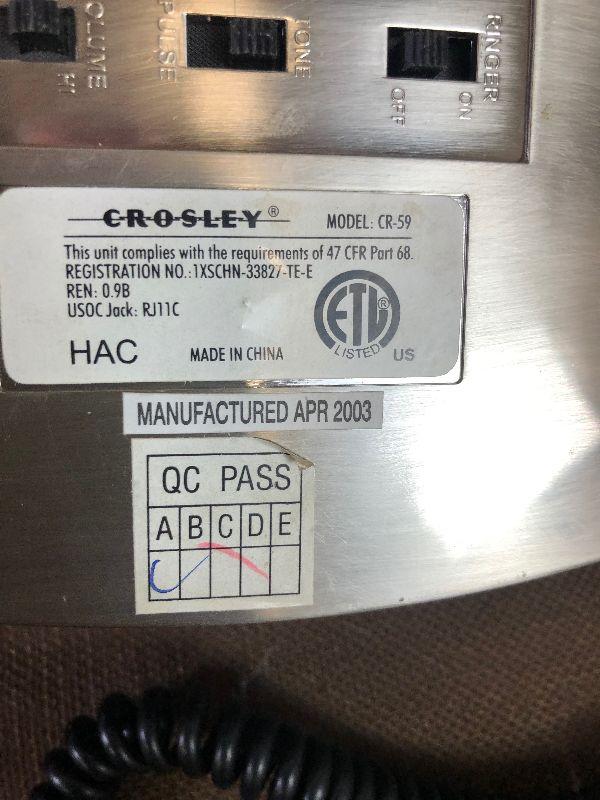 VOLUME
HI
PULSE
TONE
RINGER
OFF
ON
CROSLEY®
MODEL: CR-59
This unit complies with the requirements of 47 CFR Part 68.
REGISTRATION NO.:1XSCHN-33827-TE-E
REN: 0.9B
USOC Jack: RJ11C
HAC
MADE IN CHINA
ETL®
LISTED
US
MANUFACTURED APR 2003
QC PASS
A B C D E